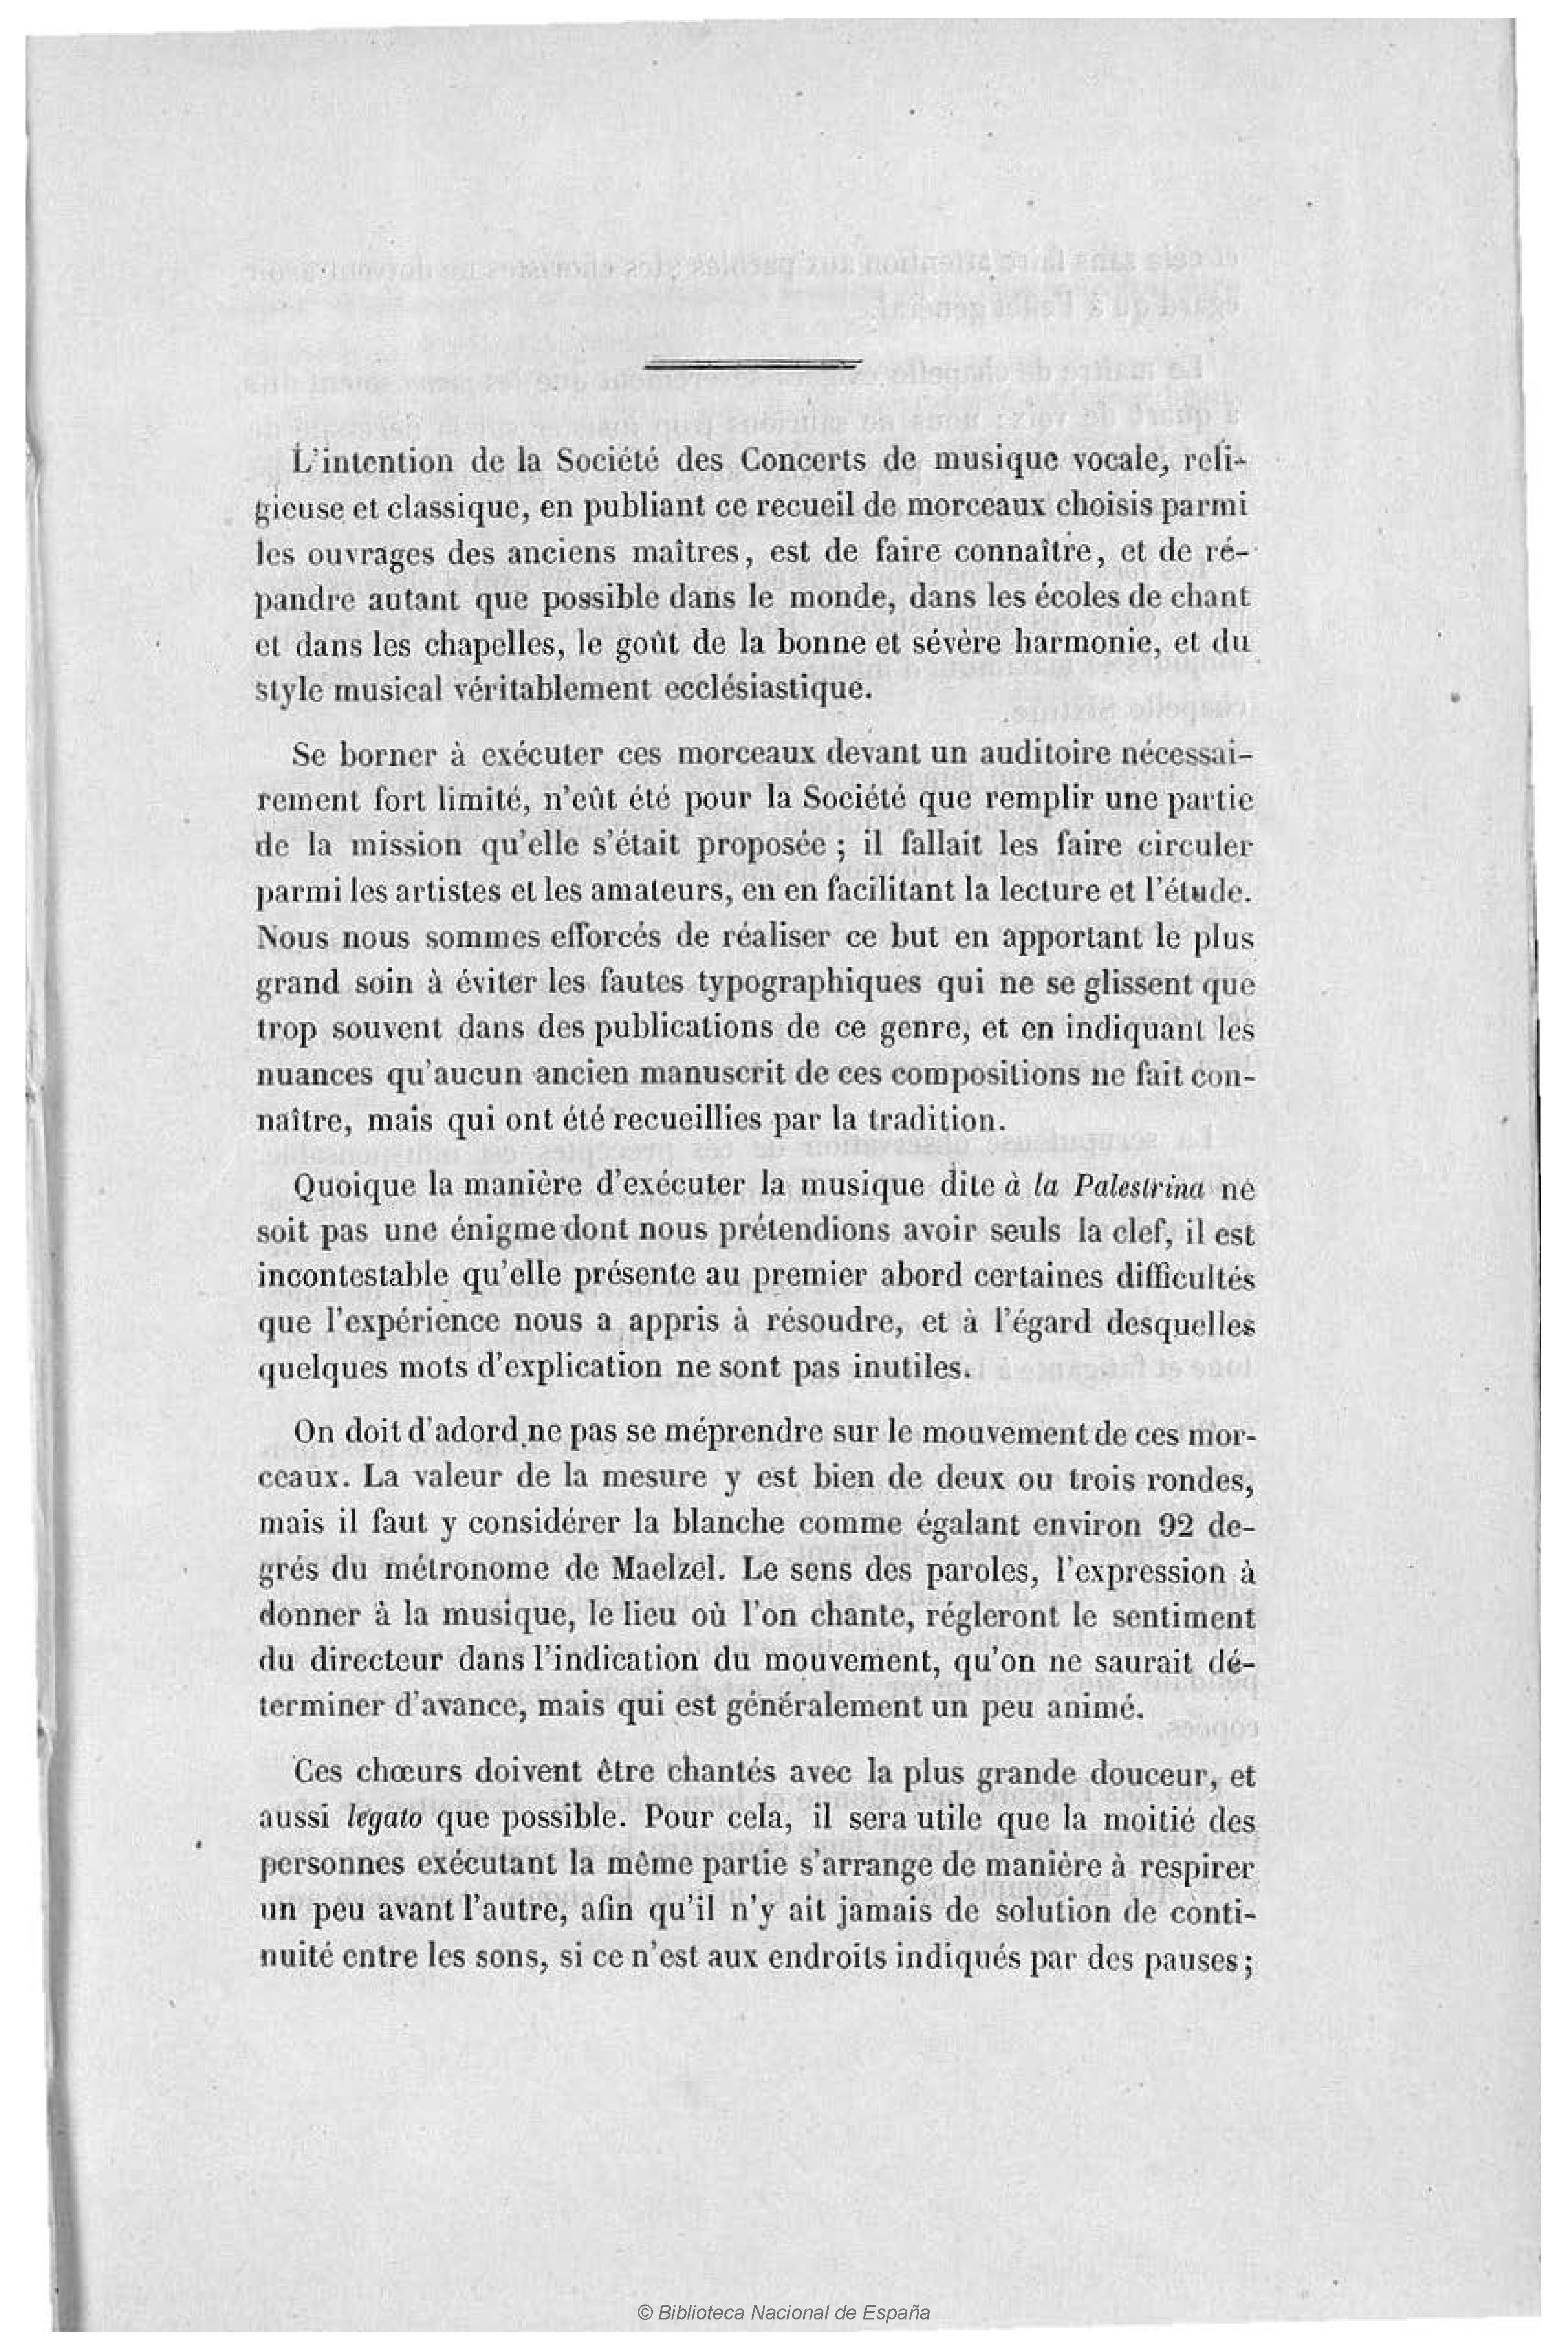 L'intention de la Société des Concerts de musique vocale, reli-
gieuse et classique, en publiant ce recueil de morceaux choisis parmi
les ouvrages des anciens maîtres, est de faire connaître, et de ré-
pandre autant que possible dans le monde, dans les écoles de chant
et dans les chapelles, le goût de la bonne et sévère harmonie, et du
style musical véritablement ecclésiastique.
Se borner à exécuter ces morceaux devant un auditoire nécessai-
rement fort limité, n'eût été pour la Société que remplir une partie
de la mission qu'elle s'était proposée ; il fallait les faire circuler
parmi les artistes et les amateurs, en en facilitant la lecture et l'étude.
Nous nous sommes efforcés de réaliser ce but en apportant le plus
grand soin à éviter les fautes typographiques qui ne se glissent que
trop souvent dans des publications de ce genre, et en indiquant les
nuances qu'aucun ancien manuscrit de ces compositions ne fait con-
naître, mais qui ont été recueillies par la tradition.
Quoique la manière d'exécuter la musique dite à la Palestrina ne
soit pas une énigme dont nous prétendions avoir seuls la clef, il est
incontestable qu'elle présente au premier abord certaines difficultés
que l'expérience nous a appris à résoudre, et à l'égard desquelles
quelques mots d'explication ne sont pas inutiles.
On doit d'adord ne pas se méprendre sur le mouvement de ces mor-
ceaux. La valeur de la mesure y est bien de deux ou trois rondes,
mais il faut y considérer la blanche comme égalant environ 92 de-
grés du métronome de Maelzel. Le sens des paroles, l'expression à
donner à la musique, le lieu où l'on chante, régleront le sentiment
du directeur dans l'indication du mouvement, qu'on ne saurait dé-
terminer d'avance, mais qui est généralement un peu animé.
Ces chœurs doivent être chantés avec la plus grande douceur, et
aussi legato que possible. Pour cela, il sera utile que la moitié des
personnes exécutant la même partie s'arrange de manière à respirer
un peu avant l'autre, afin qu'il n'y ait jamais de solution de conti-
nuité entre les sons, si ce n'est aux endroits indiqués par des pauses ;
© Biblioteca Nacional de España